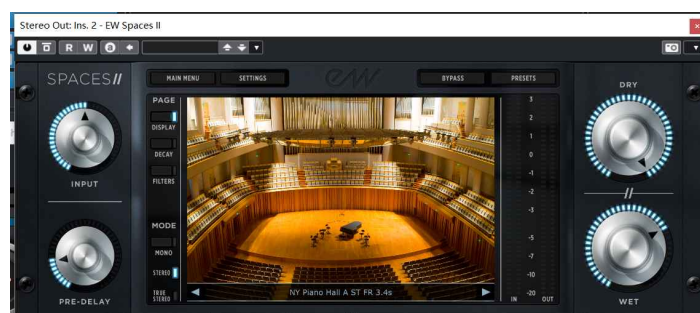 Stereo Out: Ins. 2 - EW Spaces II
R W
SPACES II
MAIN MENU SETTINGS EW BYPASS PRESETS
PAGE
DISPLAY
DECAY
FILTERS
MODE
MONO
STEREO
TRUE
STEREO
INPUT
PRE-DELAY
NY Piano Hall A ST FR 3.4s
3
2
1
0
-1
-2
-3
-5
-7
-10
-20
IN OUT
DRY
WET